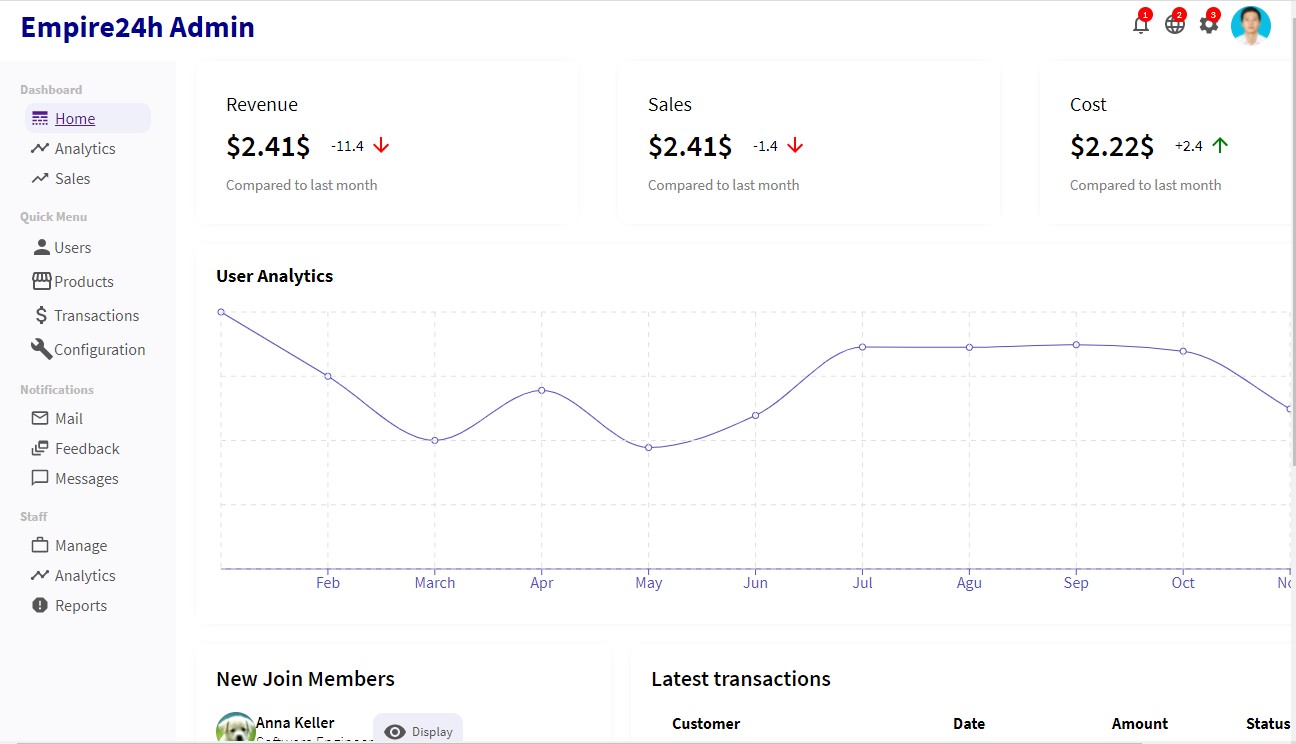 Empire24h Admin
1
2
3
Dashboard
Home
Analytics
Sales
Quick Menu
Users
Products
Transactions
Configuration
Notifications
Mail
Feedback
Messages
Staff
Manage
Analytics
Reports
Revenue
$2.41$ -11.4
Compared to last month
Sales
$2.41$ -1.4
Compared to last month
Cost
$2.22$ +2.4
Compared to last month
User Analytics
Feb March Apr May Jun Jul Agu Sep Oct
New Join Members
Anna Keller
Software Engineer
Display
Latest transactions
Customer Date Amount Status